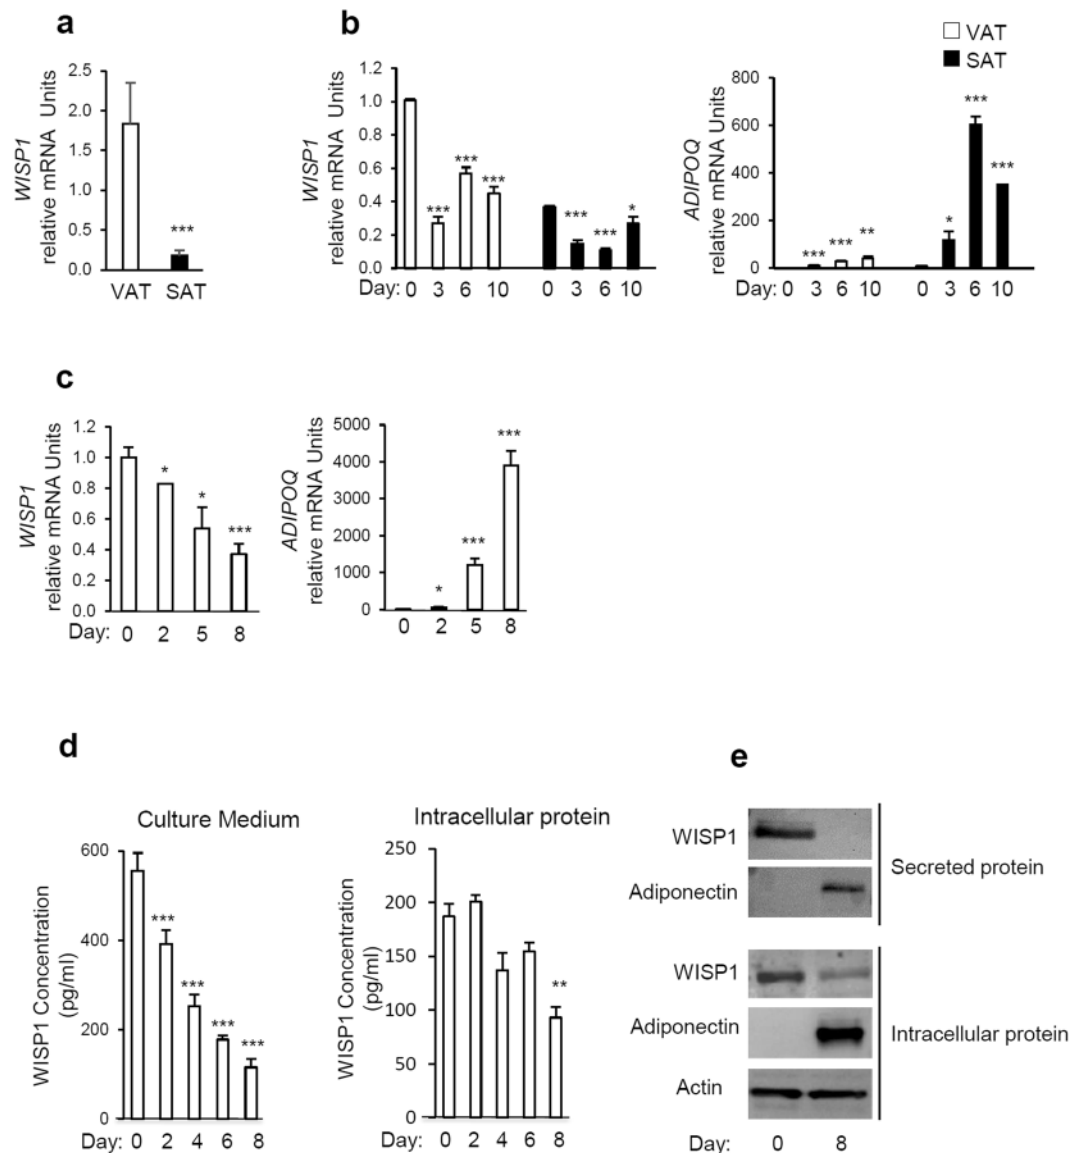 a
WISP1
relative mRNA Units
2.5
2.0
1.5
1.0
0.5
0.0
***
VAT SAT
b
VAT
SAT
WISP1
relative mRNA Units
1.2
1.0
0.8
0.6
0.4
0.2
0.0
*** *** *** *** *** *
Day: 0 3 6 10 0 3 6 10
ADIPOQ
relative mRNA Units
800
600
400
200
0
*** *** ** * *** ***
Day: 0 3 6 10 0 3 6 10
c
WISP1
relative mRNA Units
1.2
1.0
0.8
0.6
0.4
0.2
0.0
* * ***
Day: 0 2 5 8
ADIPOQ
relative mRNA Units
5000
4000
3000
2000
1000
0
* *** ***
0 2 5 8
d
Culture Medium
WISP1 Concentration
(pg/ml)
600
400
200
0
*** *** *** ***
Day: 0 2 4 6 8
Intracellular protein
WISP1 Concentration
(pg/ml)
250
200
150
100
50
0
**
Day: 0 2 4 6 8
e
WISP1
Adiponectin
Secreted protein
WISP1
Adiponectin
Actin
Intracellular protein
Day: 0 8